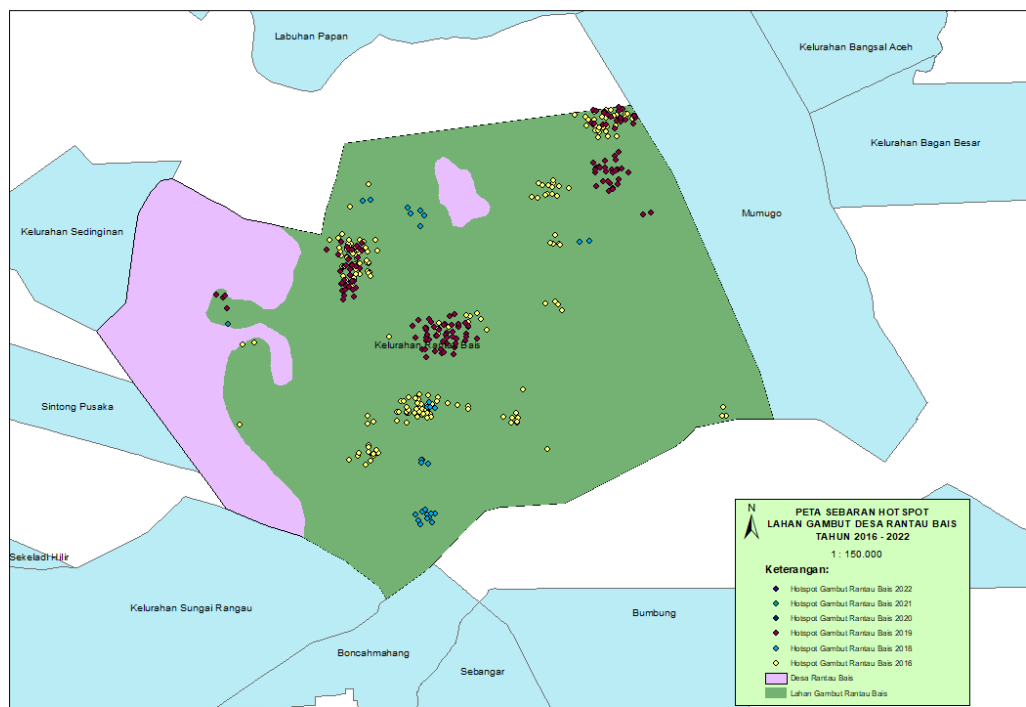 Labuhan Papan
Kelurahan Bangsal Aceh
Kelurahan Bagan Besar
Mumugo
Kelurahan Sedinginan
Kelurahan Rantau Bais
Sintong Pusaka
Sekeladi Hilir
Kelurahan Sungai Rangau
Boncahmahang
Sebangar
Bumbung
N
PETA SEBARAN HOTSPOT
LAHAN GAMBUT DESA RANTAU BAIS
TAHUN 2016 - 2022
1 : 150.000
Keterangan:
Hotspot Gambut Rantau Bais 2022
Hotspot Gambut Rantau Bais 2021
Hotspot Gambut Rantau Bais 2020
Hotspot Gambut Rantau Bais 2019
Hotspot Gambut Rantau Bais 2018
Hotspot Gambut Rantau Bais 2016
Desa Rantau Bais
Lahan Gambut Rantau Bais